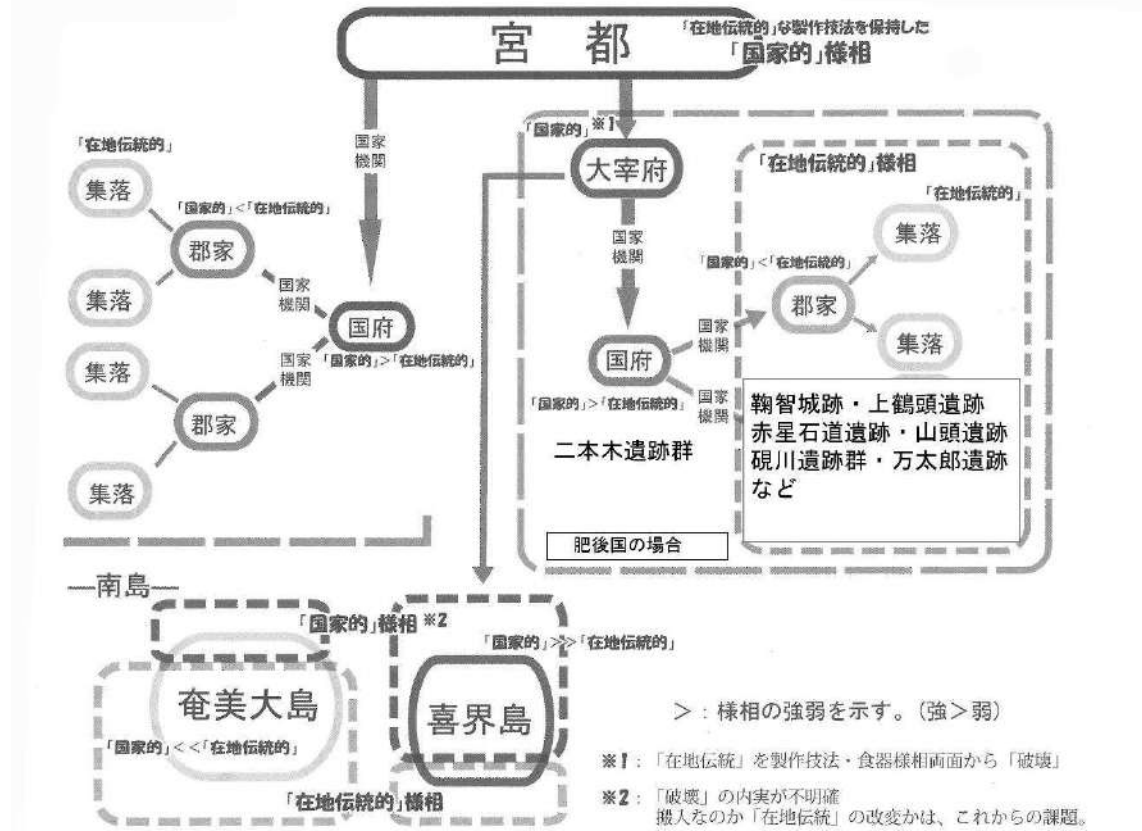 宮 都
「在地伝統的」な製作技法を保持した
「国家的」様相
国家
機関
「在地伝統的」
集落
「国家的」<「在地伝統的」
郡家
集落
国家
機関
国府
「国家的」>「在地伝統的」
集落
国家
機関
郡家
集落
「国家的」※1
大宰府
国家
機関
「在地伝統的」様相
「在地伝統的」
集落
「国家的」<「在地伝統的」
郡家
集落
国家
機関
国府
「国家的」>「在地伝統的」
国家
機関
二本木遺跡群
鞠智城跡・上鶴頭遺跡
赤星石道遺跡・山頭遺跡
硯川遺跡群・万太郎遺跡
など
肥後国の場合
―南島―
「国家的」様相 ※2
「国家的」>>「在地伝統的」
奄美大島
「国家的」<<「在地伝統的」
喜界島
「在地伝統的」様相
>：様相の強弱を示す。（強>弱）
※1：「在地伝統」を製作技法・食器様相両面から「破壊」
※2：「破壊」の内実が不明確
搬入なのか「在地伝統」の改変かは、これからの課題。